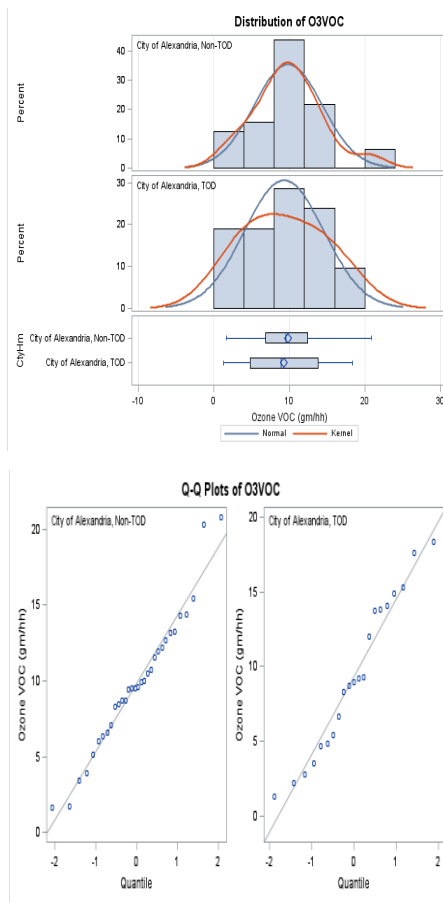 Distribution of O3VOC
City of Alexandria, Non-TOD
Percent
40
30
20
10
0
City of Alexandria, TOD
Percent
30
20
10
0
CtyHm
City of Alexandria, Non-TOD
City of Alexandria, TOD
-10 0 10 20 30
Ozone VOC (gm/hh)
Normal Kernel
Q-Q Plots of O3VOC
City of Alexandria, Non-TOD
Ozone VOC (gm/hh)
20
15
10
5
0
-2 -1 0 1 2
Quantile
City of Alexandria, TOD
Ozone VOC (gm/hh)
20
15
10
5
0
-2 -1 0 1 2
Quantile